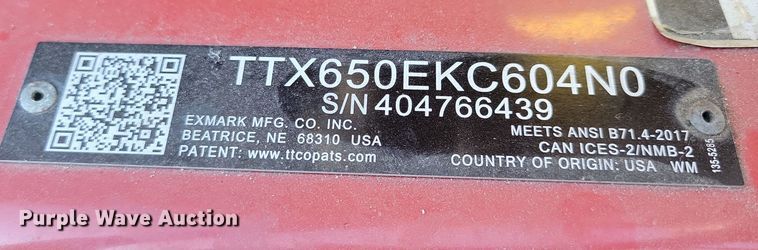 TTX650EKC604N0
S/N 404766439
EXMARK MFG. CO. INC.
BEATRICE, NE 68310 USA
PATENT: www.ttcopats.com
MEETS ANSI B71.4-2017
CAN ICES-2/NMB-2
COUNTRY OF ORIGIN: USA WM
135-5285
Purple Wave Auction